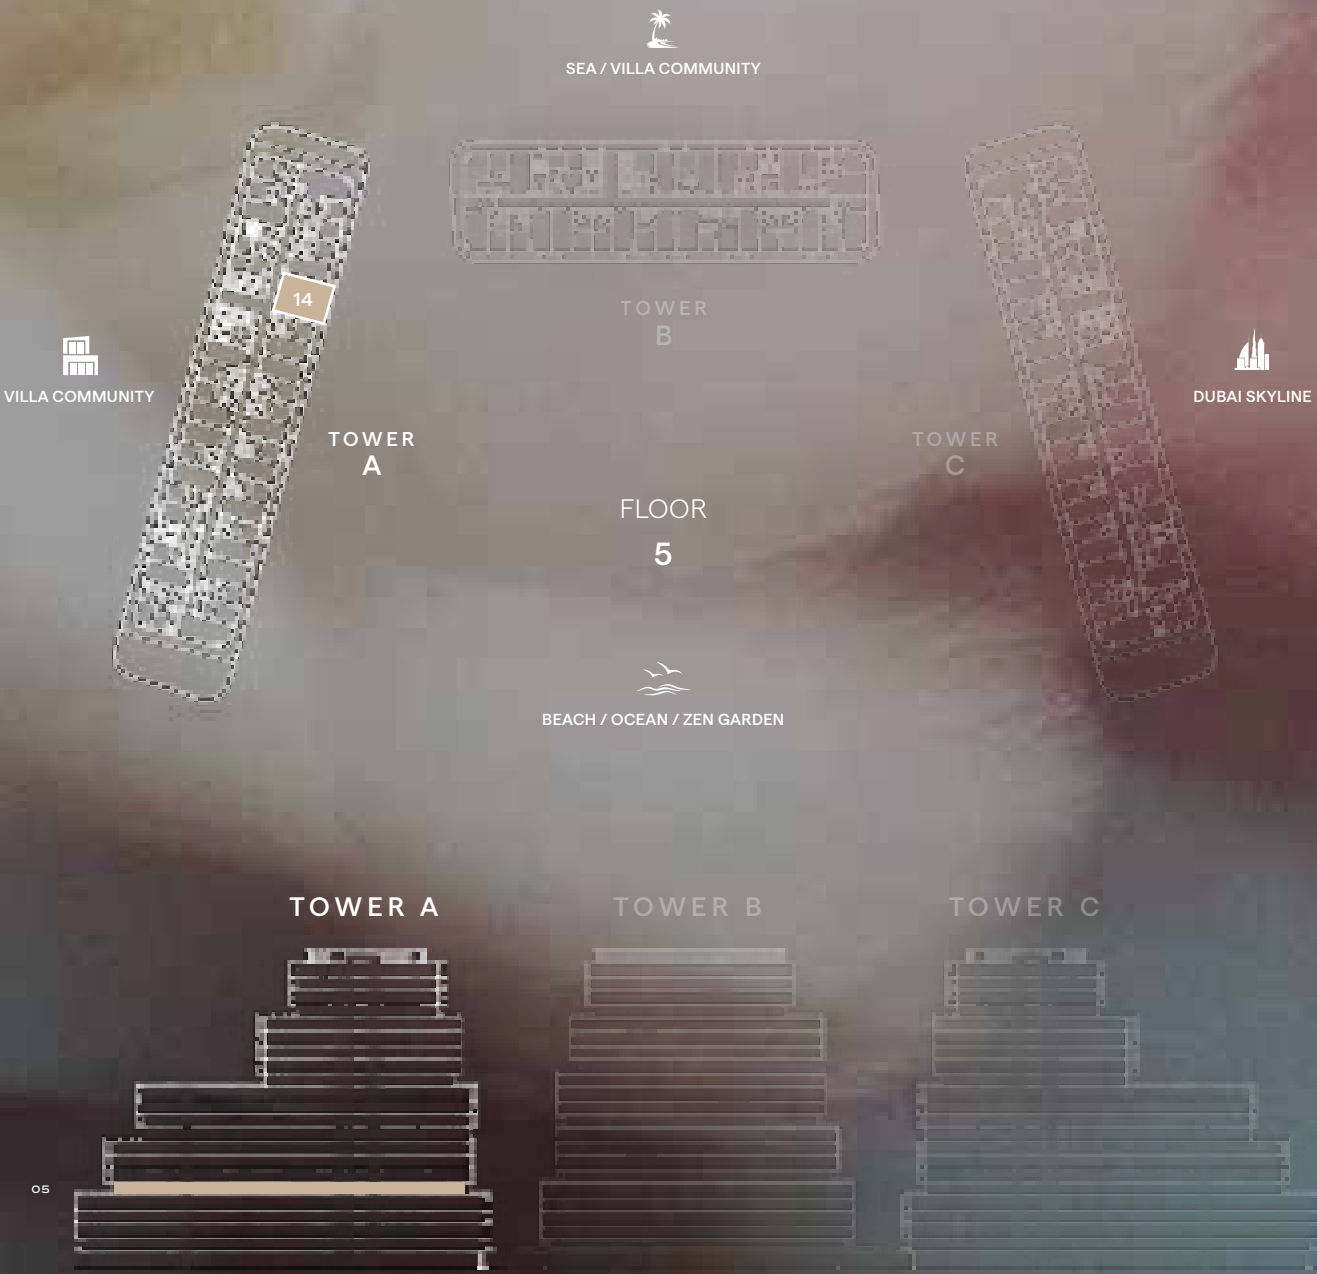 SEA / VILLA COMMUNITY
14
TOWER
B
VILLA COMMUNITY
DUBAI SKYLINE
TOWER
A
TOWER
C
FLOOR
5
BEACH / OCEAN / ZEN GARDEN
TOWER A
TOWER B
TOWER C
05